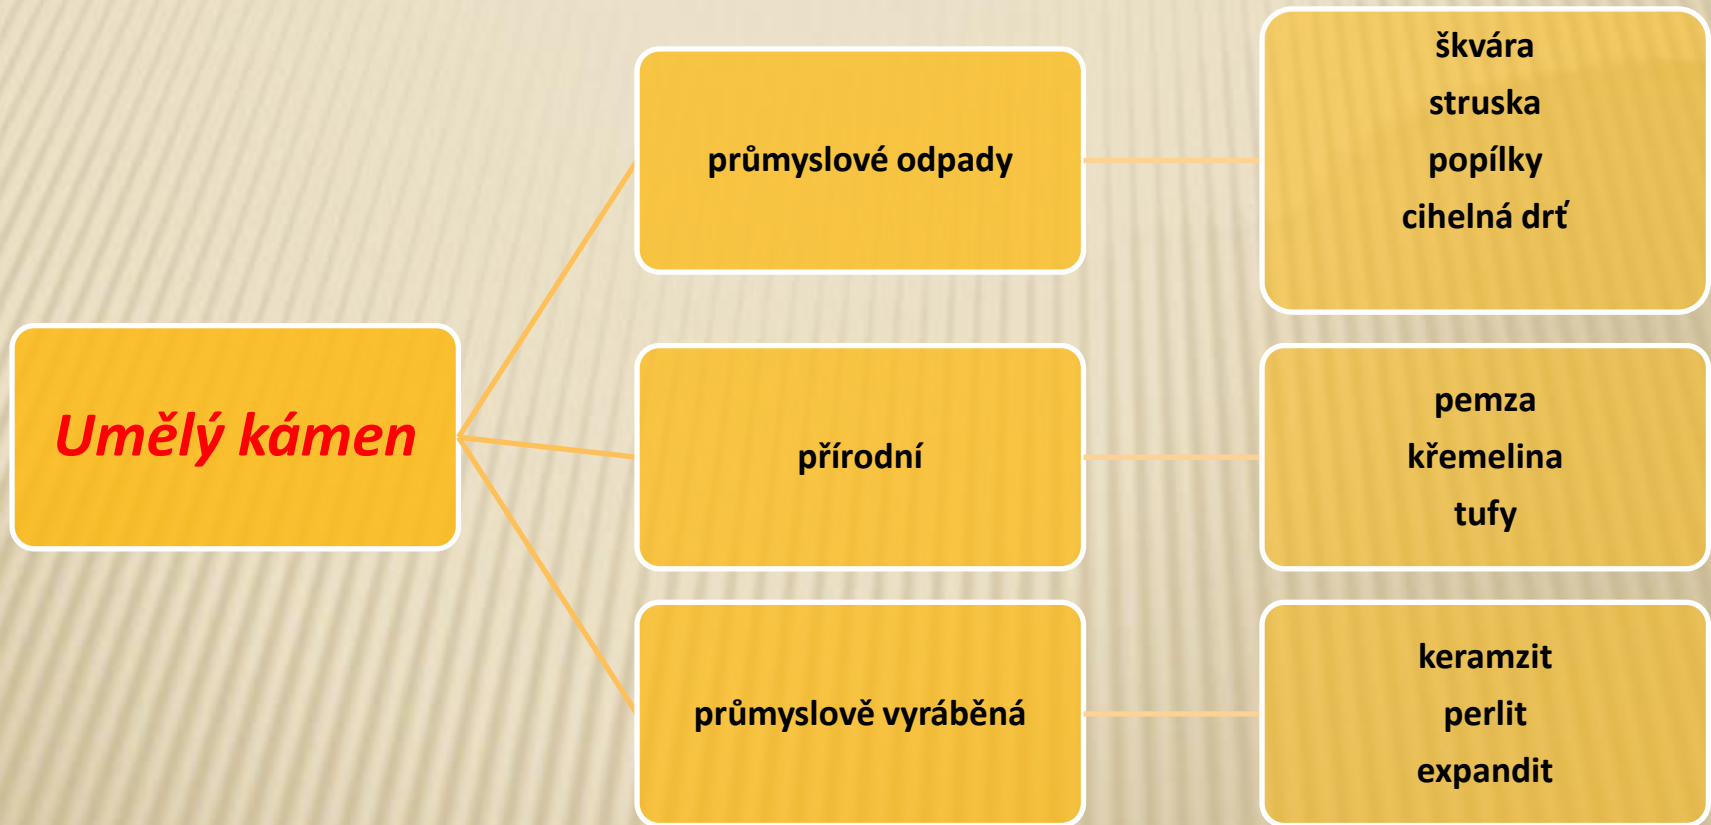 Umělý kámen
průmyslové odpady
škvára
struska
popílky
cihelná drť
přírodní
pemza
křemelina
tufy
průmyslově vyráběná
keramzit
perlit
expandit